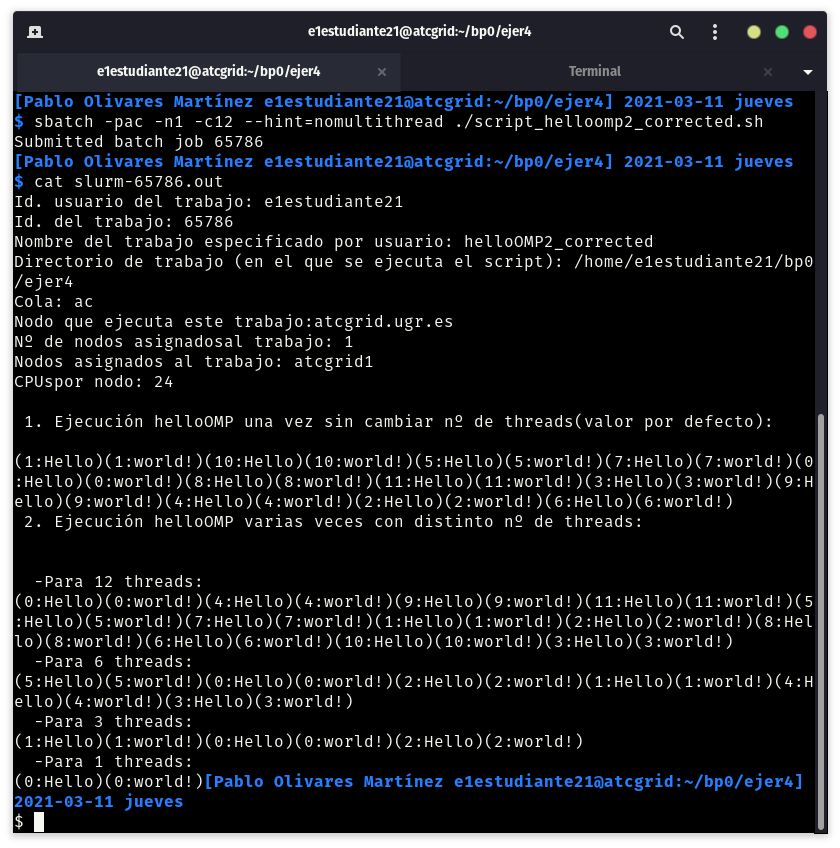 e1estudiante21@atcgrid:~/bp0/ejer4
e1estudiante21@atcgrid:~/bp0/ejer4 × Terminal ×
[Pablo Olivares Martínez e1estudiante21@atcgrid:~/bp0/ejer4] 2021-03-11 jueves
$ sbatch -pac -n1 -c12 --hint=nomultithread ./script_helloomp2_corrected.sh
Submitted batch job 65786
[Pablo Olivares Martínez e1estudiante21@atcgrid:~/bp0/ejer4] 2021-03-11 jueves
$ cat slurm-65786.out
Id. usuario del trabajo: e1estudiante21
Id. del trabajo: 65786
Nombre del trabajo especificado por usuario: helloOMP2_corrected
Directorio de trabajo (en el que se ejecuta el script): /home/e1estudiante21/bp0
/ejer4
Cola: ac
Nodo que ejecuta este trabajo:atcgrid.ugr.es
Nº de nodos asignadosal trabajo: 1
Nodos asignados al trabajo: atcgrid1
CPUspor nodo: 24
1. Ejecución helloOMP una vez sin cambiar nº de threads(valor por defecto):
(1:Hello)(1:world!)(10:Hello)(10:world!)(5:Hello)(5:world!)(7:Hello)(7:world!)(0
:Hello)(0:world!)(8:Hello)(8:world!)(11:Hello)(11:world!)(3:Hello)(3:world!)(9:H
ello)(9:world!)(4:Hello)(4:world!)(2:Hello)(2:world!)(6:Hello)(6:world!)
2. Ejecución helloOMP varias veces con distinto nº de threads:
-Para 12 threads:
(0:Hello)(0:world!)(4:Hello)(4:world!)(9:Hello)(9:world!)(11:Hello)(11:world!)(5
:Hello)(5:world!)(7:Hello)(7:world!)(1:Hello)(1:world!)(2:Hello)(2:world!)(8:Hel
lo)(8:world!)(6:Hello)(6:world!)(10:Hello)(10:world!)(3:Hello)(3:world!)
-Para 6 threads:
(5:Hello)(5:world!)(0:Hello)(0:world!)(2:Hello)(2:world!)(1:Hello)(1:world!)(4:H
ello)(4:world!)(3:Hello)(3:world!)
-Para 3 threads:
(1:Hello)(1:world!)(0:Hello)(0:world!)(2:Hello)(2:world!)
-Para 1 threads:
(0:Hello)(0:world!)[Pablo Olivares Martínez e1estudiante21@atcgrid:~/bp0/ejer4]
2021-03-11 jueves
$